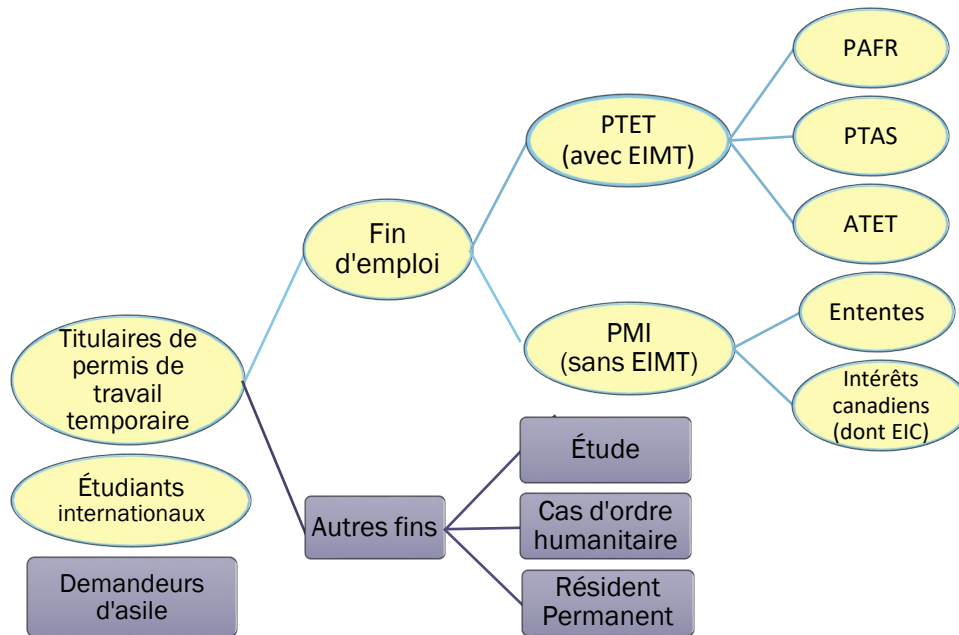 PAFR
PTET
(avec EIMT)
PTAS
ATET
Fin
d'emploi
Ententes
PMI
(sans EIMT)
Titulaires de
permis de
travail
temporaire
Intérêts
canadiens
(dont EIC)
Étude
Étudiants
internationaux
Autres fins
Cas d'ordre
humanitaire
Demandeurs
d'asile
Résident
Permanent